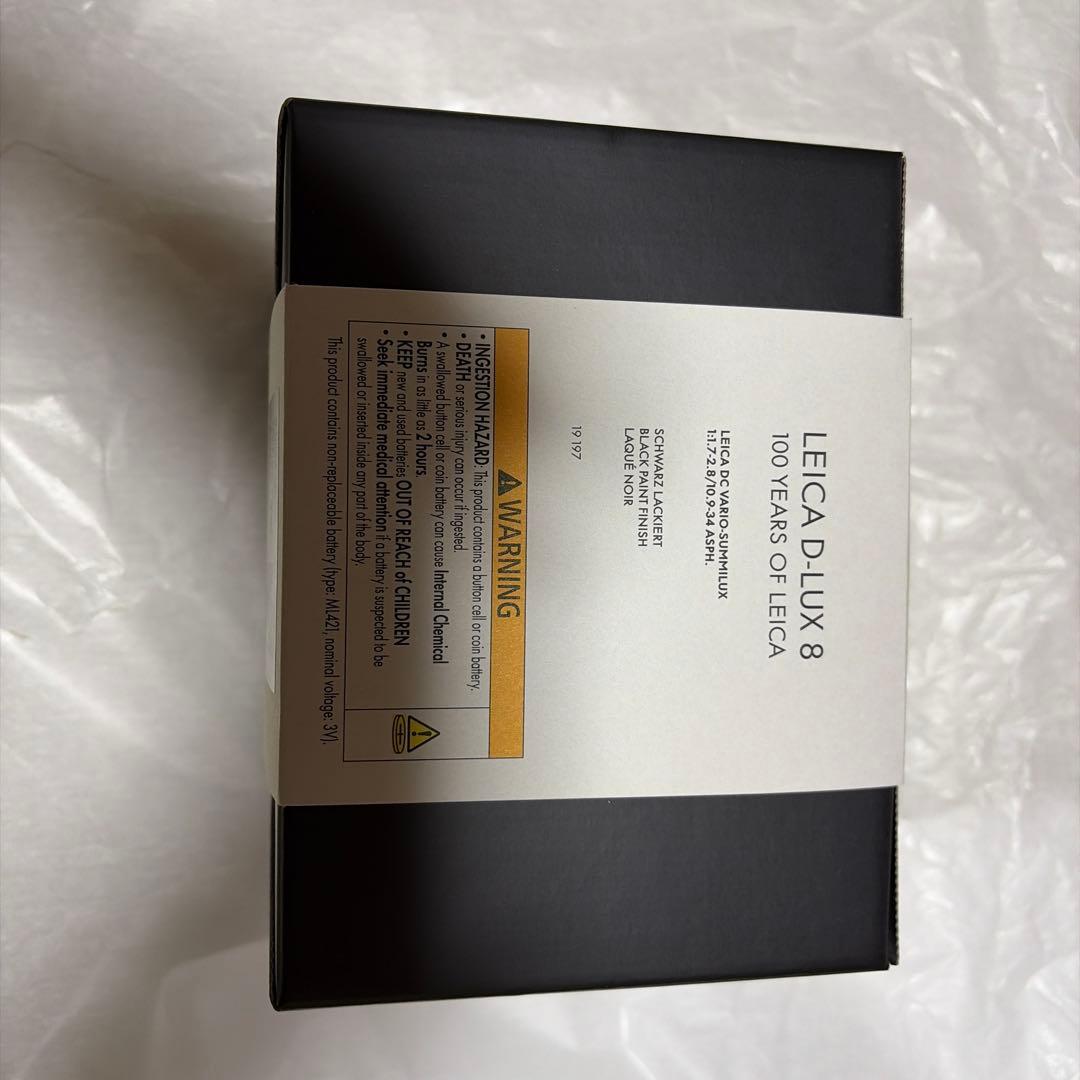 LEICA D-LUX 8
100 YEARS OF LEICA
LEICA DC VARIO-SUMMILUX
1:1.7-2.8/10.9-34 ASPH.
SCHWARZ LACKIERT
BLACK PAINT FINISH
LAQUÉ NOIR
19 197
WARNING
• INGESTION HAZARD: This product contains a button cell or coin battery.
• DEATH or serious injury can occur if ingested.
• A swallowed button cell or coin battery can cause Internal Chemical
Burns in as little as 2 hours.
• KEEP new and used batteries OUT OF REACH of CHILDREN
• Seek immediate medical attention if a battery is suspected to be
swallowed or inserted inside any part of the body.
This product contains non-replaceable battery (type: ML421, nominal voltage: 3V).